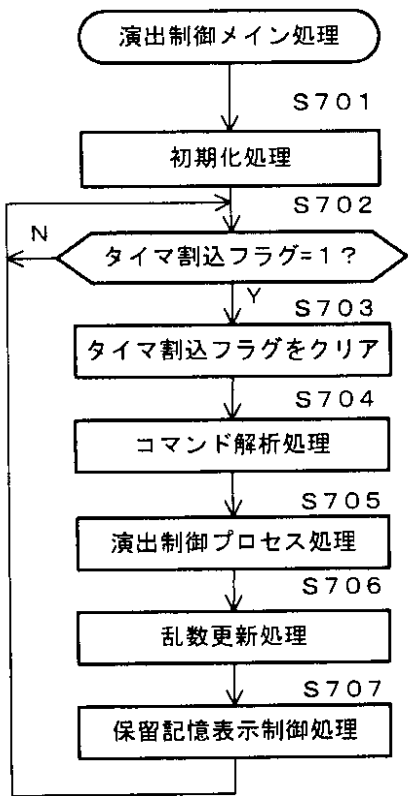 演出制御メイン処理
S701
初期化処理
S702
N
タイマ割込フラグ=1?
Y
S703
タイマ割込フラグをクリア
S704
コマンド解析処理
S705
演出制御プロセス処理
S706
乱数更新処理
S707
保留記憶表示制御処理